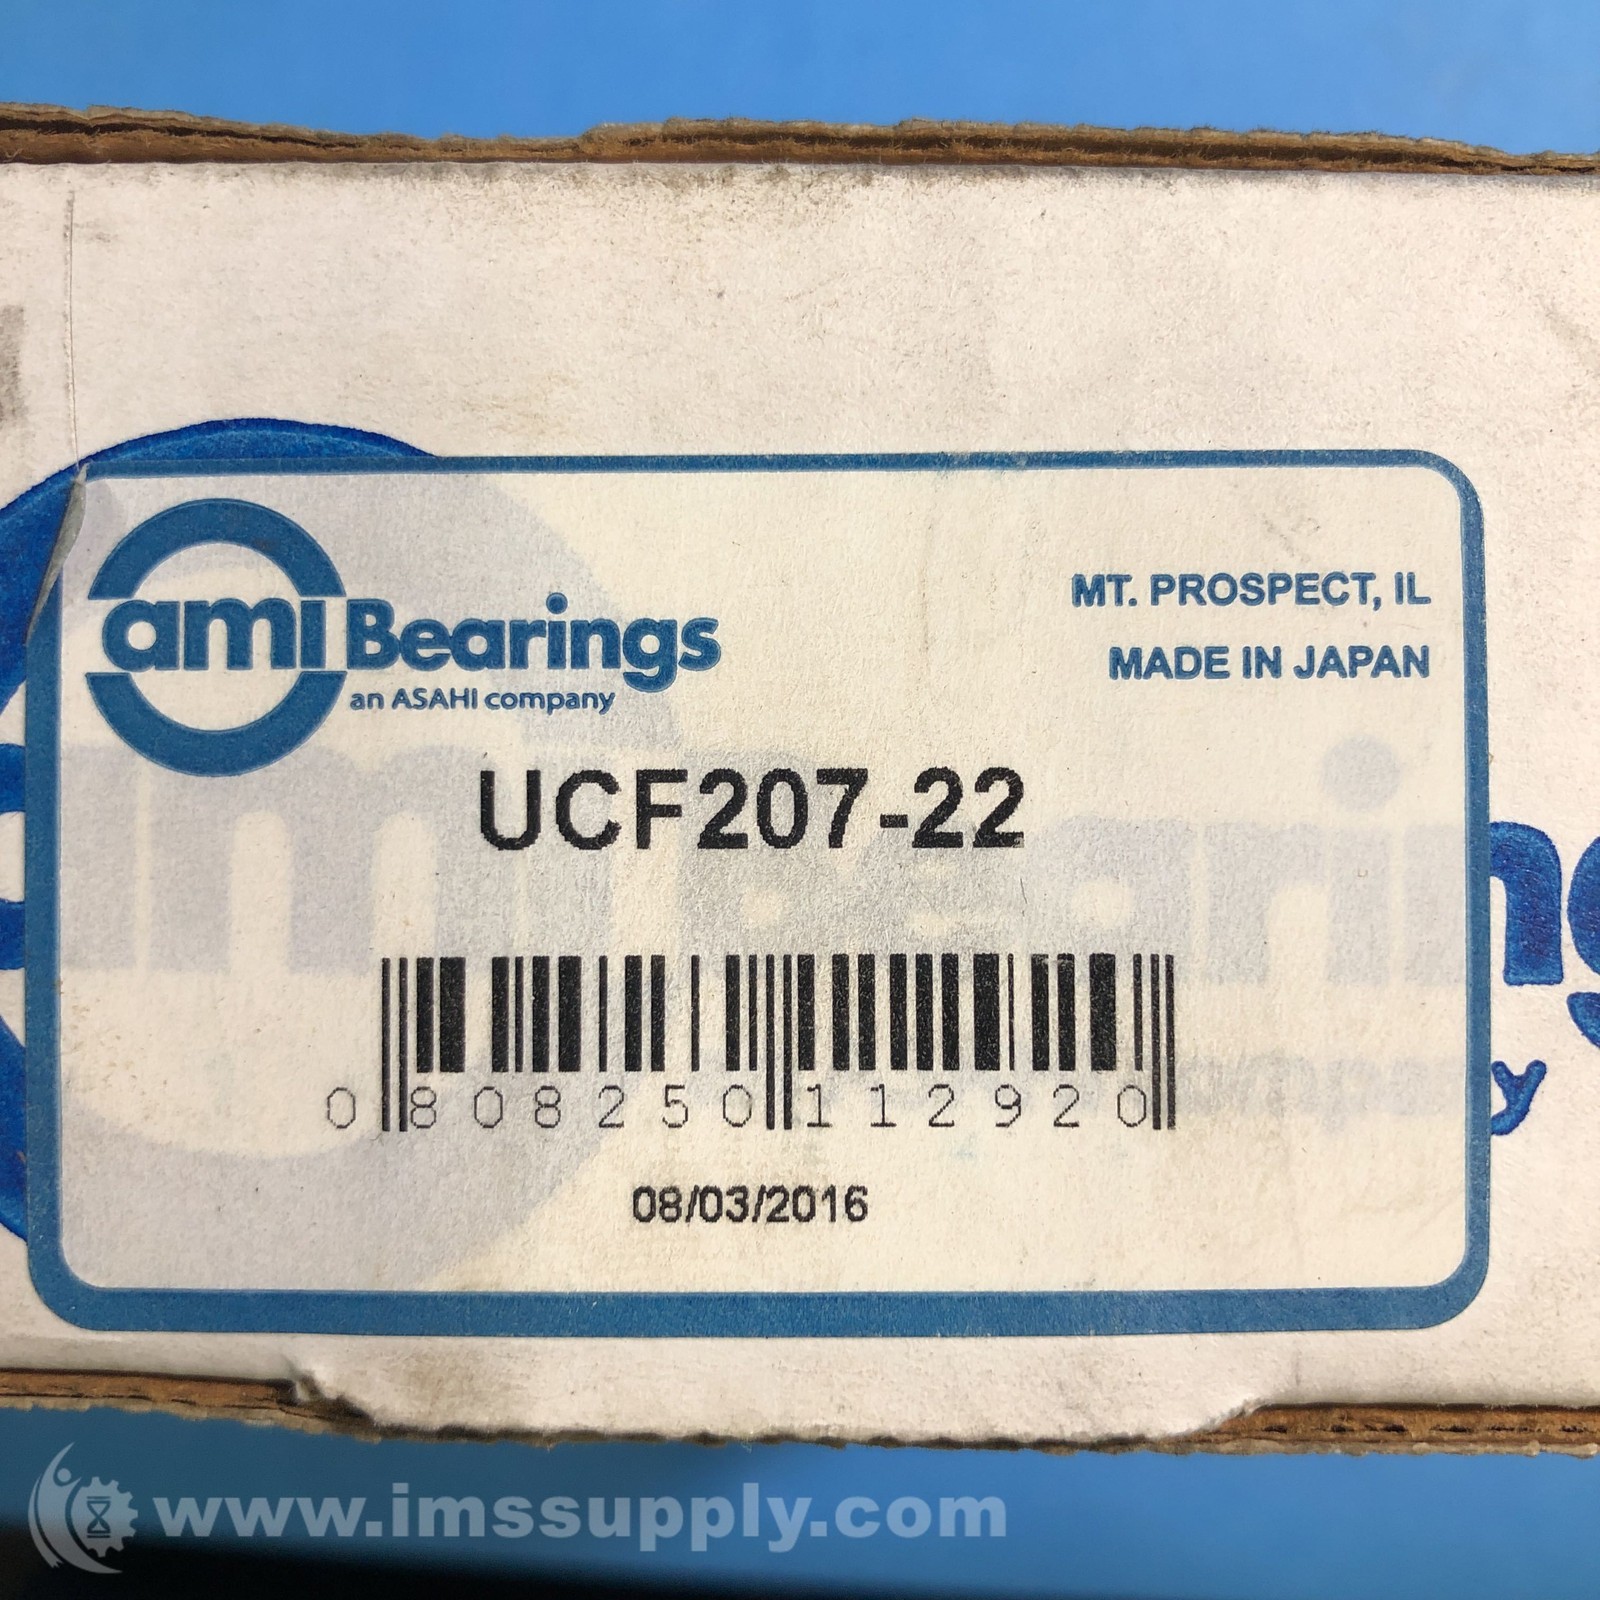 ami Bearings
an ASAHI company
MT. PROSPECT, IL
MADE IN JAPAN
UCF207-22
0 808250 112920
08/03/2016
www.imssupply.com